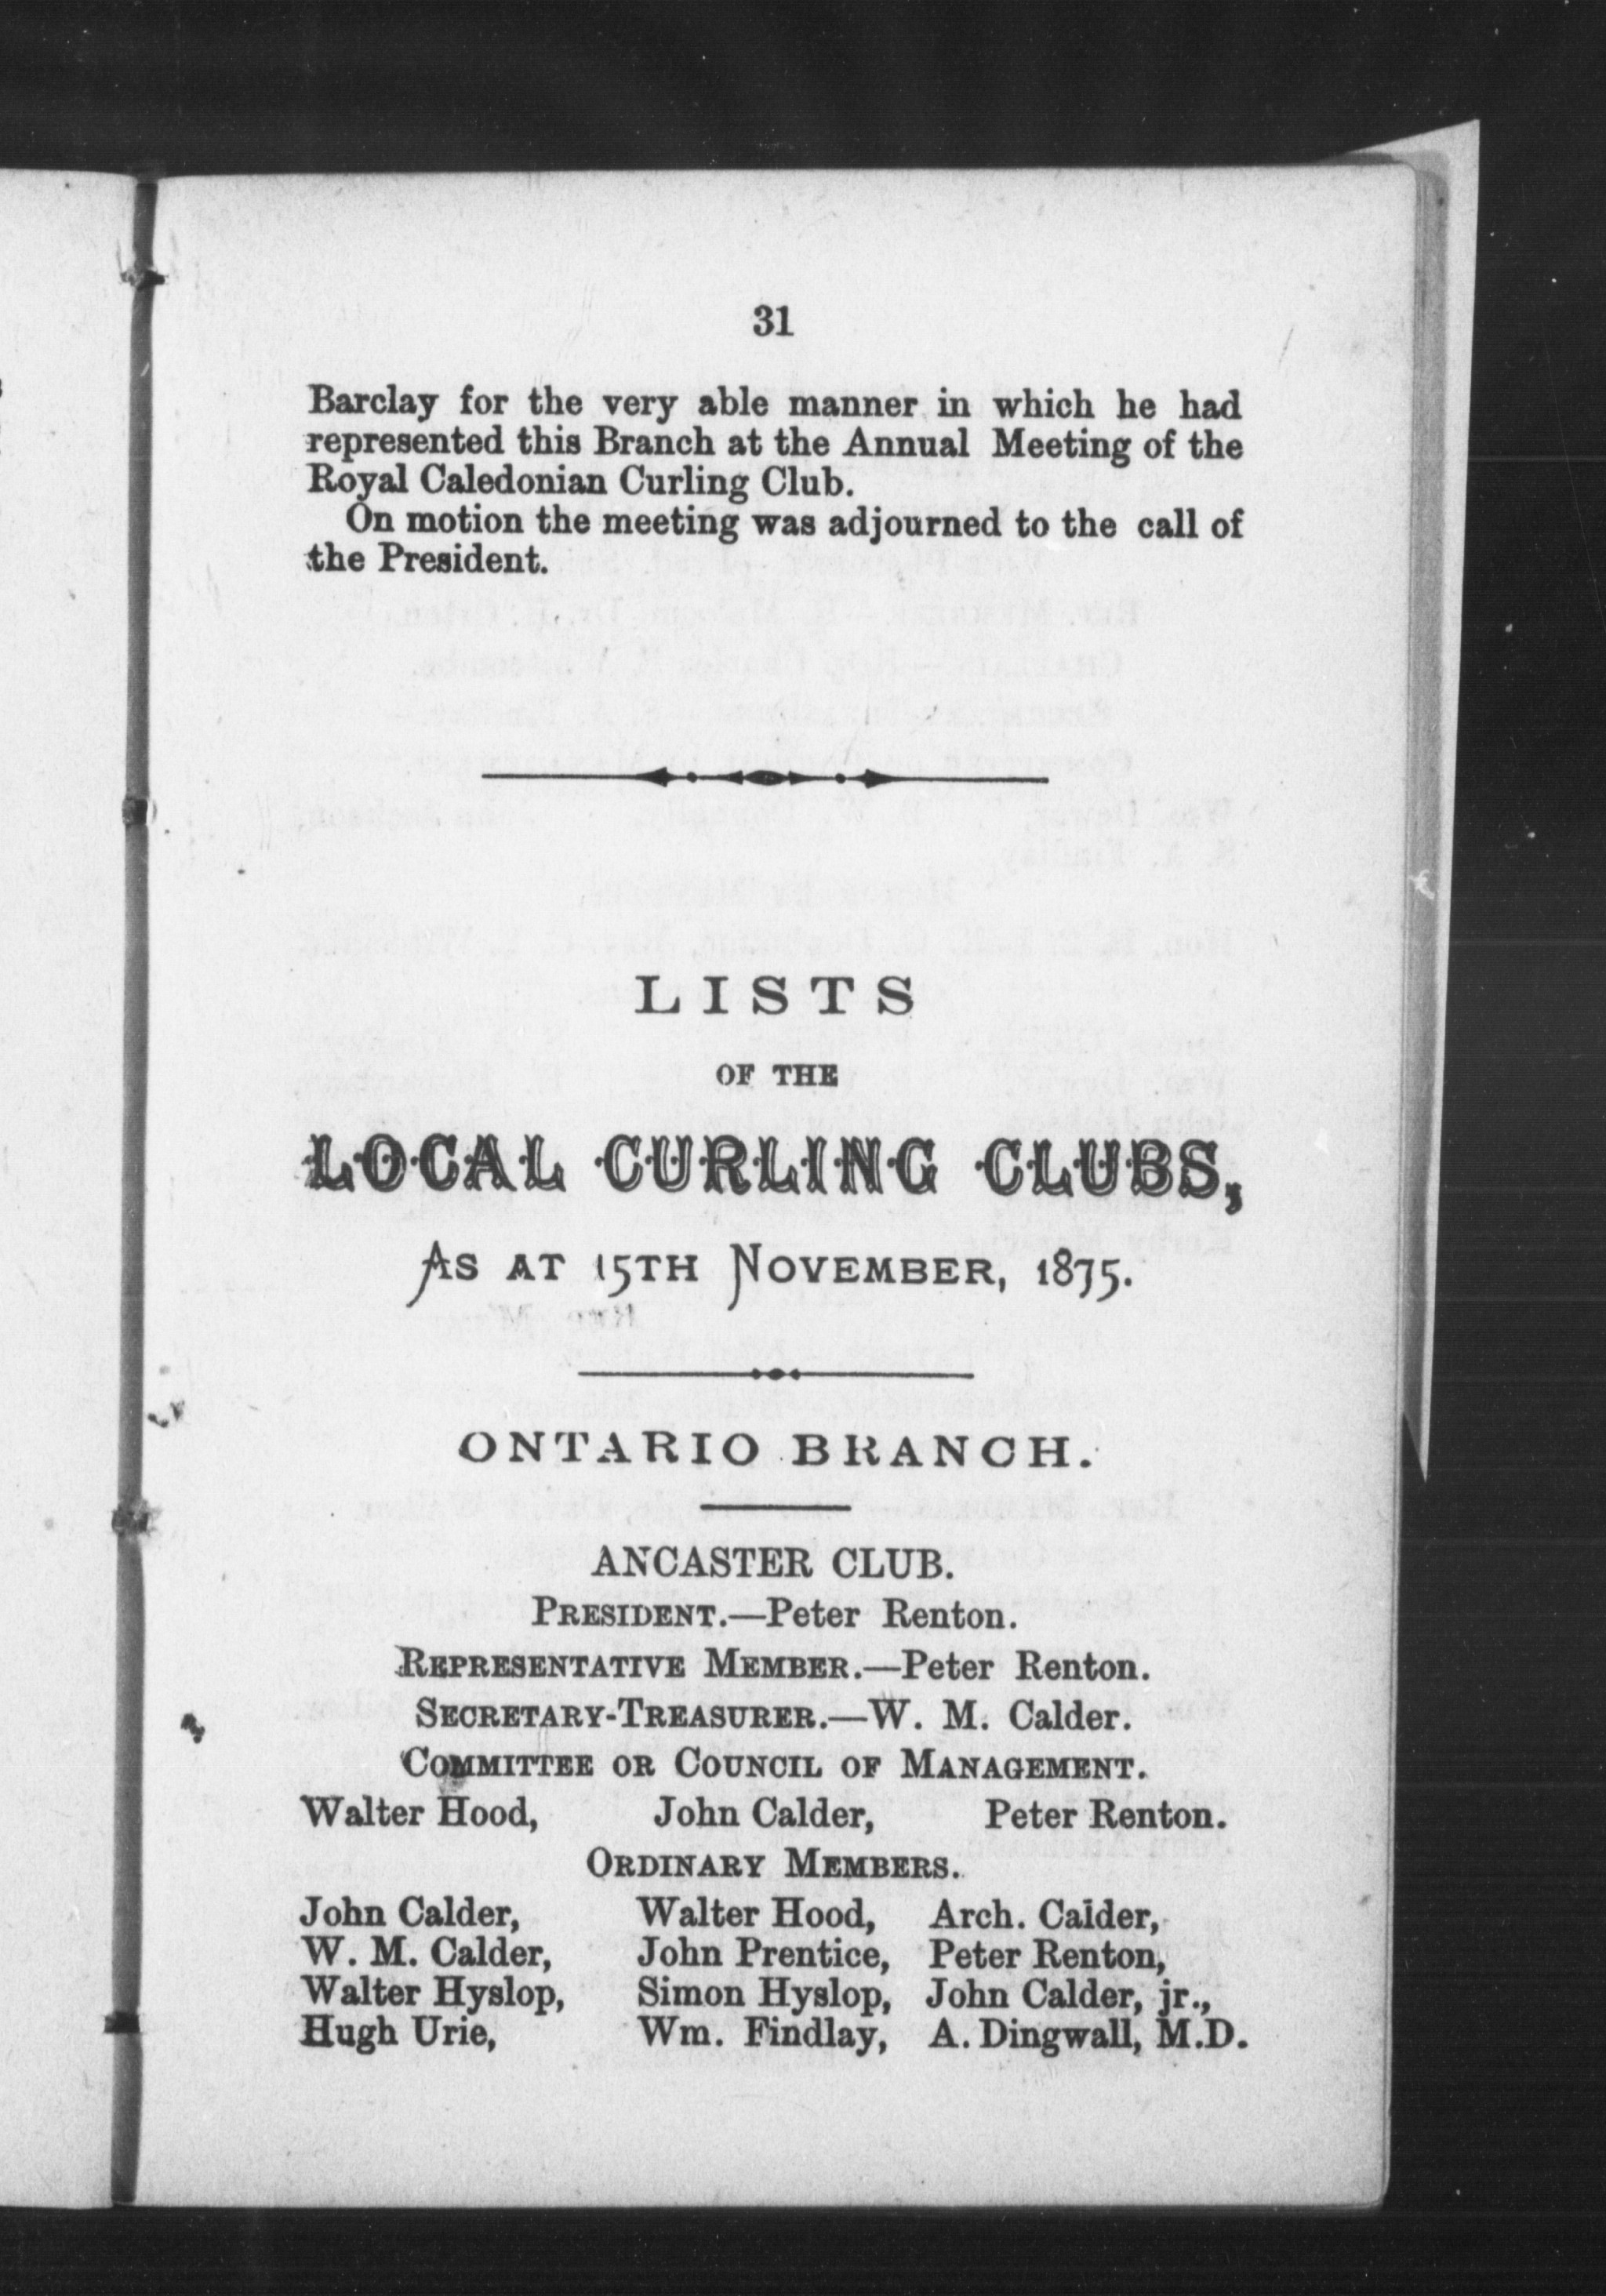 31
Barclay for the very able manner in which he had
represented this Branch at the Annual Meeting of the
Royal Caledonian Curling Club.
On motion the meeting was adjourned to the call of
the President.
LISTS
OF THE
LOCAL CURLING CLUBS,
AS AT 15TH NOVEMBER, 1875.
ONTARIO BRANCH.
ANCASTER CLUB.
PRESIDENT.—Peter Renton.
REPRESENTATIVE MEMBER.—Peter Renton.
SECRETARY-TREASURER.—W. M. Calder.
COMMITTEE OR COUNCIL OF MANAGEMENT.
Walter Hood, John Calder, Peter Renton.
ORDINARY MEMBERS.
John Calder, Walter Hood, Arch. Calder,
W. M. Calder, John Prentice, Peter Renton,
Walter Hyslop, Simon Hyslop, John Calder, jr.,
Hugh Urie, Wm. Findlay, A. Dingwall, M.D.